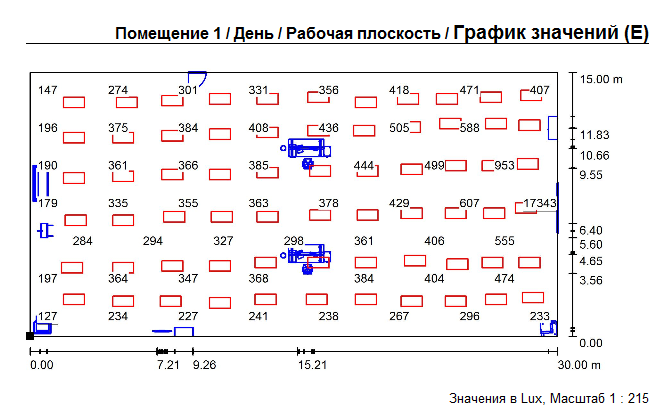 Помещение 1 / День / Рабочая плоскость / График значений (E)
147 274 301 331 356 418 471 407 15.00 m
196 375 384 408 436 505 588 11.83
10.66
190 361 366 385 444 499 953 9.55
179 335 355 363 378 429 607 17343
6.40
284 294 327 298 361 406 555 5.60
4.65
197 364 347 368 384 404 474 3.56
127 234 227 241 238 267 296 233
0.00
0.00 7.21 9.26 15.21 30.00 m
Значения в Lux, Масштаб 1 : 215